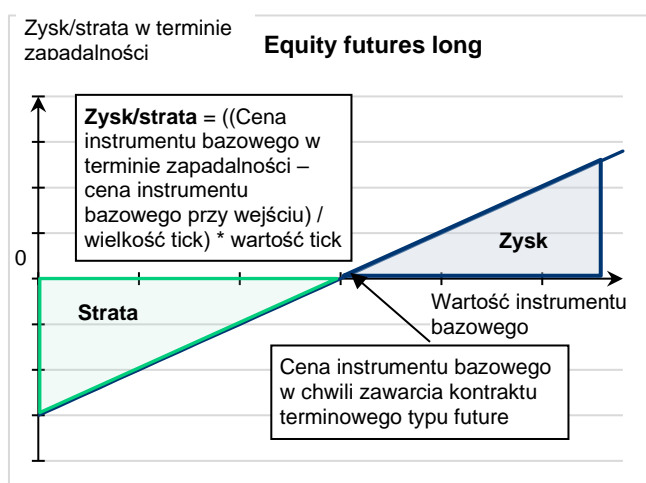 Zysk/strata w terminie
zapadalności
Equity futures long
Zysk/strata = ((Cena
instrumentu bazowego w
terminie zapadalności –
cena instrumentu
bazowego przy wejściu) /
wielkość tick) * wartość tick
Zysk
0
Strata
Wartość instrumentu
bazowego
Cena instrumentu bazowego
w chwili zawarcia kontraktu
terminowego typu future